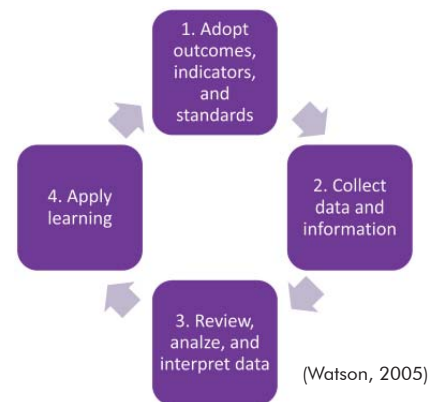 1. Adopt
outcomes,
indicators,
and
standards
2. Collect
data and
information
3. Review,
analze, and
interpret data
4. Apply
learning
(Watson, 2005)